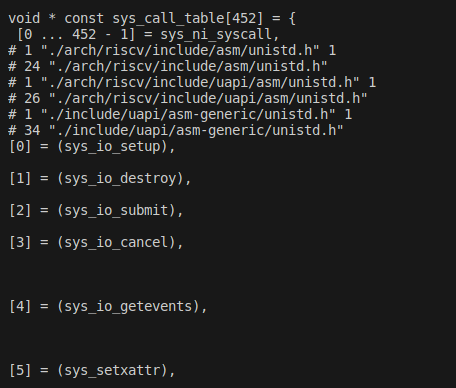 void * const sys_call_table[452] = {
 [0 ... 452 - 1] = sys_ni_syscall,
# 1 "./arch/riscv/include/asm/unistd.h" 1
# 24 "./arch/riscv/include/asm/unistd.h"
# 1 "./arch/riscv/include/uapi/asm/unistd.h" 1
# 26 "./arch/riscv/include/uapi/asm/unistd.h"
# 1 "./include/uapi/asm-generic/unistd.h" 1
# 34 "./include/uapi/asm-generic/unistd.h"
[0] = (sys_io_setup),
[1] = (sys_io_destroy),
[2] = (sys_io_submit),
[3] = (sys_io_cancel),
[4] = (sys_io_getevents),
[5] = (sys_setxattr),